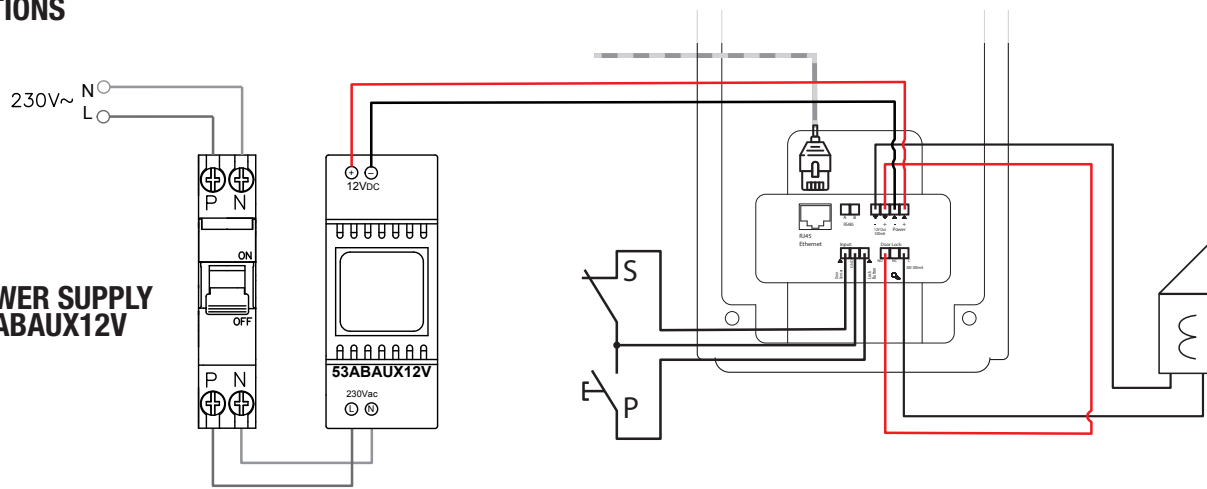 TIONS
230V~ N
L
P N
ON
OFF
P N
WER SUPPLY
ABAUX12V
+ −
12VDC
53ABAUX12V
230Vac
L N
S
P
RJ45
Ethernet
A B
RS485
- + - +
Power
Input
Door Lock